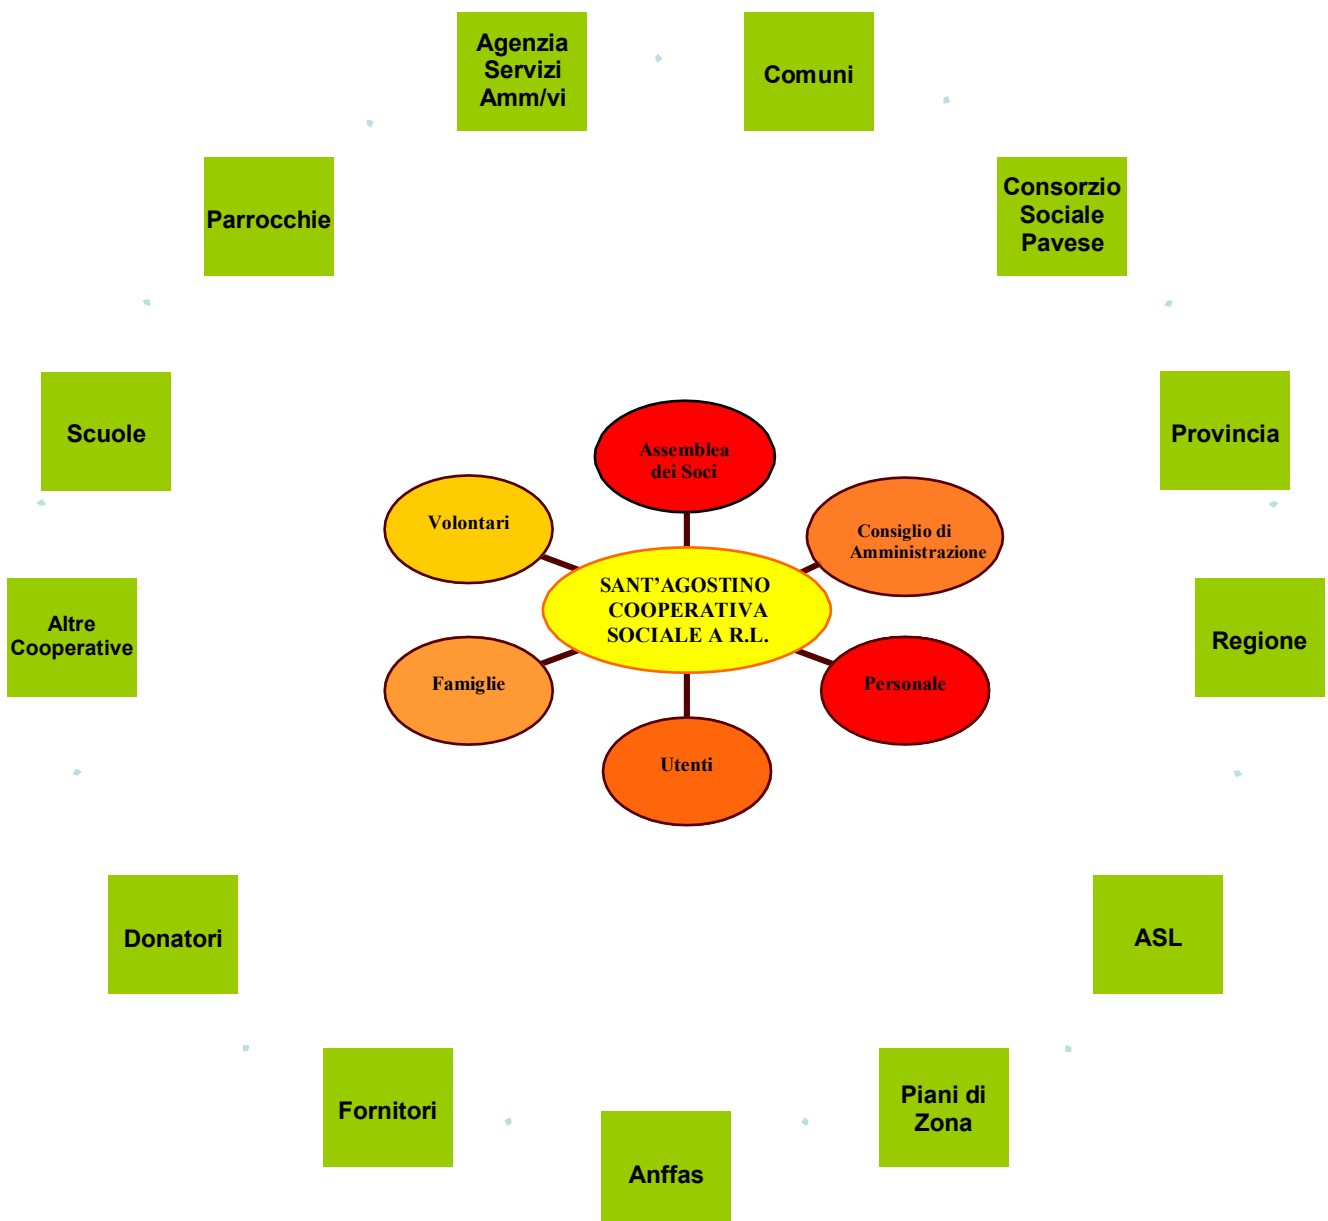 Agenzia
Servizi
Amm/vi
Comuni
Parrocchie
Consorzio
Sociale
Pavese
Scuole
Provincia
Assemblea
dei Soci
Volontari
Consiglio di
Amministrazione
SANT’AGOSTINO
COOPERATIVA
SOCIALE A R.L.
Altre
Cooperative
Regione
Famiglie
Personale
Utenti
Donatori
ASL
Fornitori
Piani di
Zona
Anffas